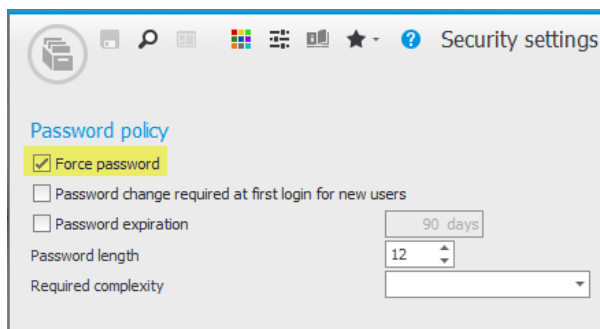 Security settings
Password policy
Force password
Password change required at first login for new users
Password expiration 90 days
Password length 12
Required complexity